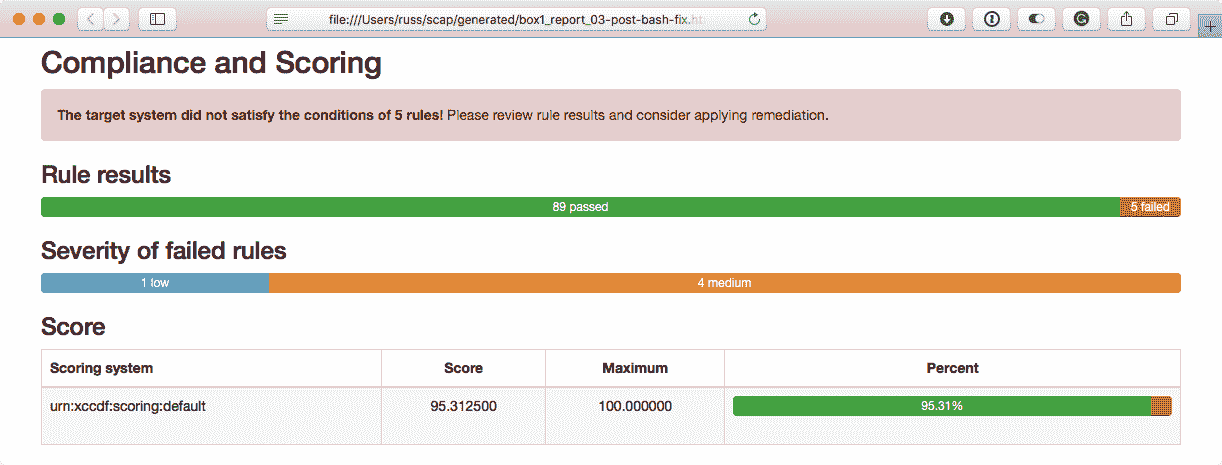 file:///Users/russ/scap/generated/box1_report_03-post-bash-fix.ht
Compliance and Scoring
The target system did not satisfy the conditions of 5 rules! Please review rule results and consider applying remediation.
Rule results
89 passed 5 failed
Severity of failed rules
1 low 4 medium
Score
Scoring system Score Maximum Percent
urn:xccdf:scoring:default 95.312500 100.000000 95.31%